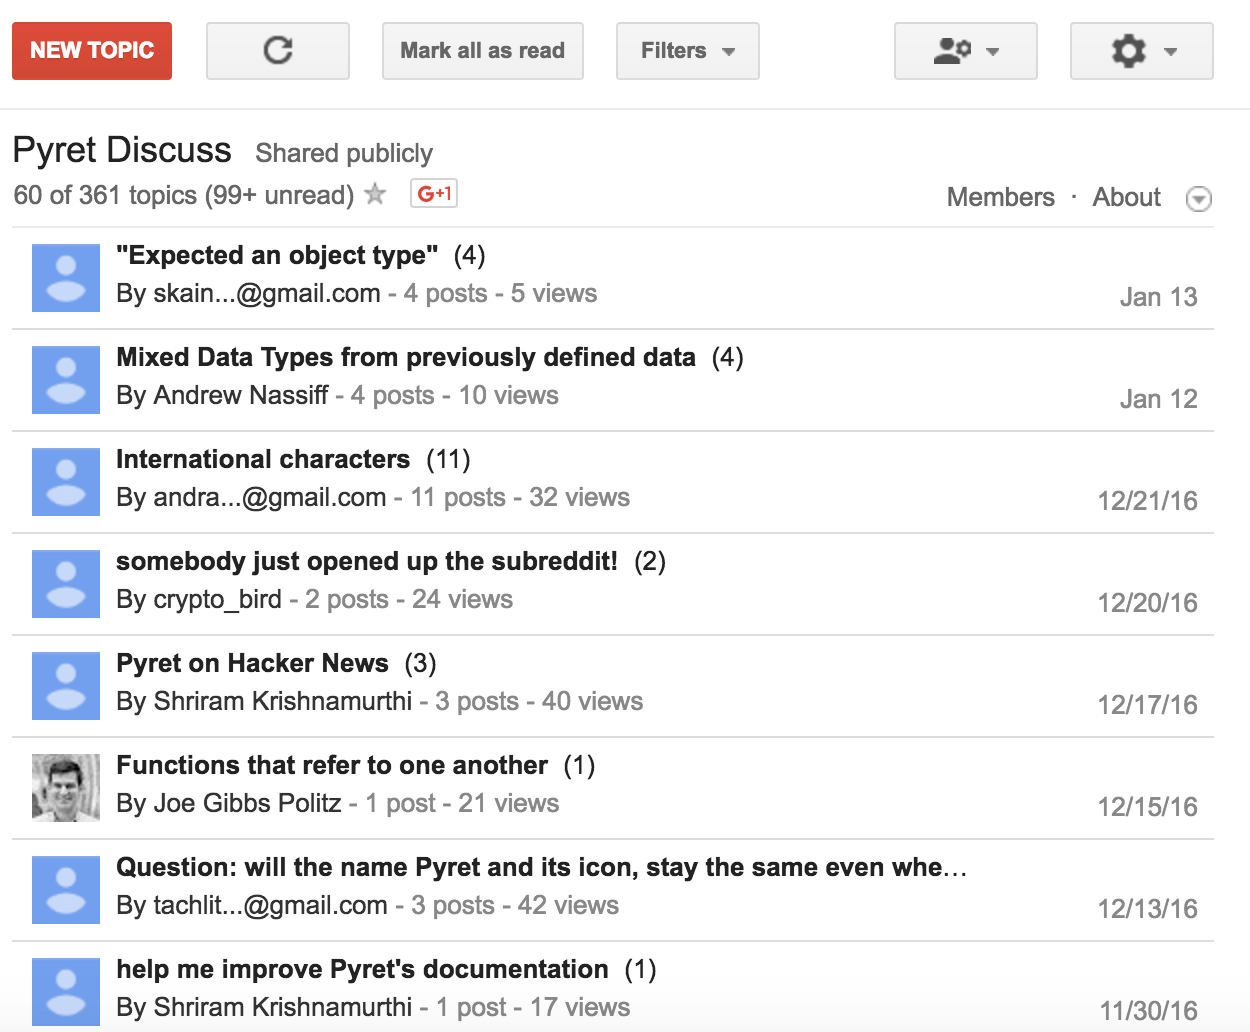 NEW TOPIC Mark all as read Filters
Pyret Discuss Shared publicly
60 of 361 topics (99+ unread) G+1 Members · About
"Expected an object type" (4)
By skain...@gmail.com - 4 posts - 5 views
Jan 13
Mixed Data Types from previously defined data (4)
By Andrew Nassiff - 4 posts - 10 views
Jan 12
International characters (11)
By andra...@gmail.com - 11 posts - 32 views
12/21/16
somebody just opened up the subreddit! (2)
By crypto_bird - 2 posts - 24 views
12/20/16
Pyret on Hacker News (3)
By Shriram Krishnamurthi - 3 posts - 40 views
12/17/16
Functions that refer to one another (1)
By Joe Gibbs Politz - 1 post - 21 views
12/15/16
Question: will the name Pyret and its icon, stay the same even whe...
By tachlit...@gmail.com - 3 posts - 42 views
12/13/16
help me improve Pyret's documentation (1)
By Shriram Krishnamurthi - 1 post - 17 views
11/30/16